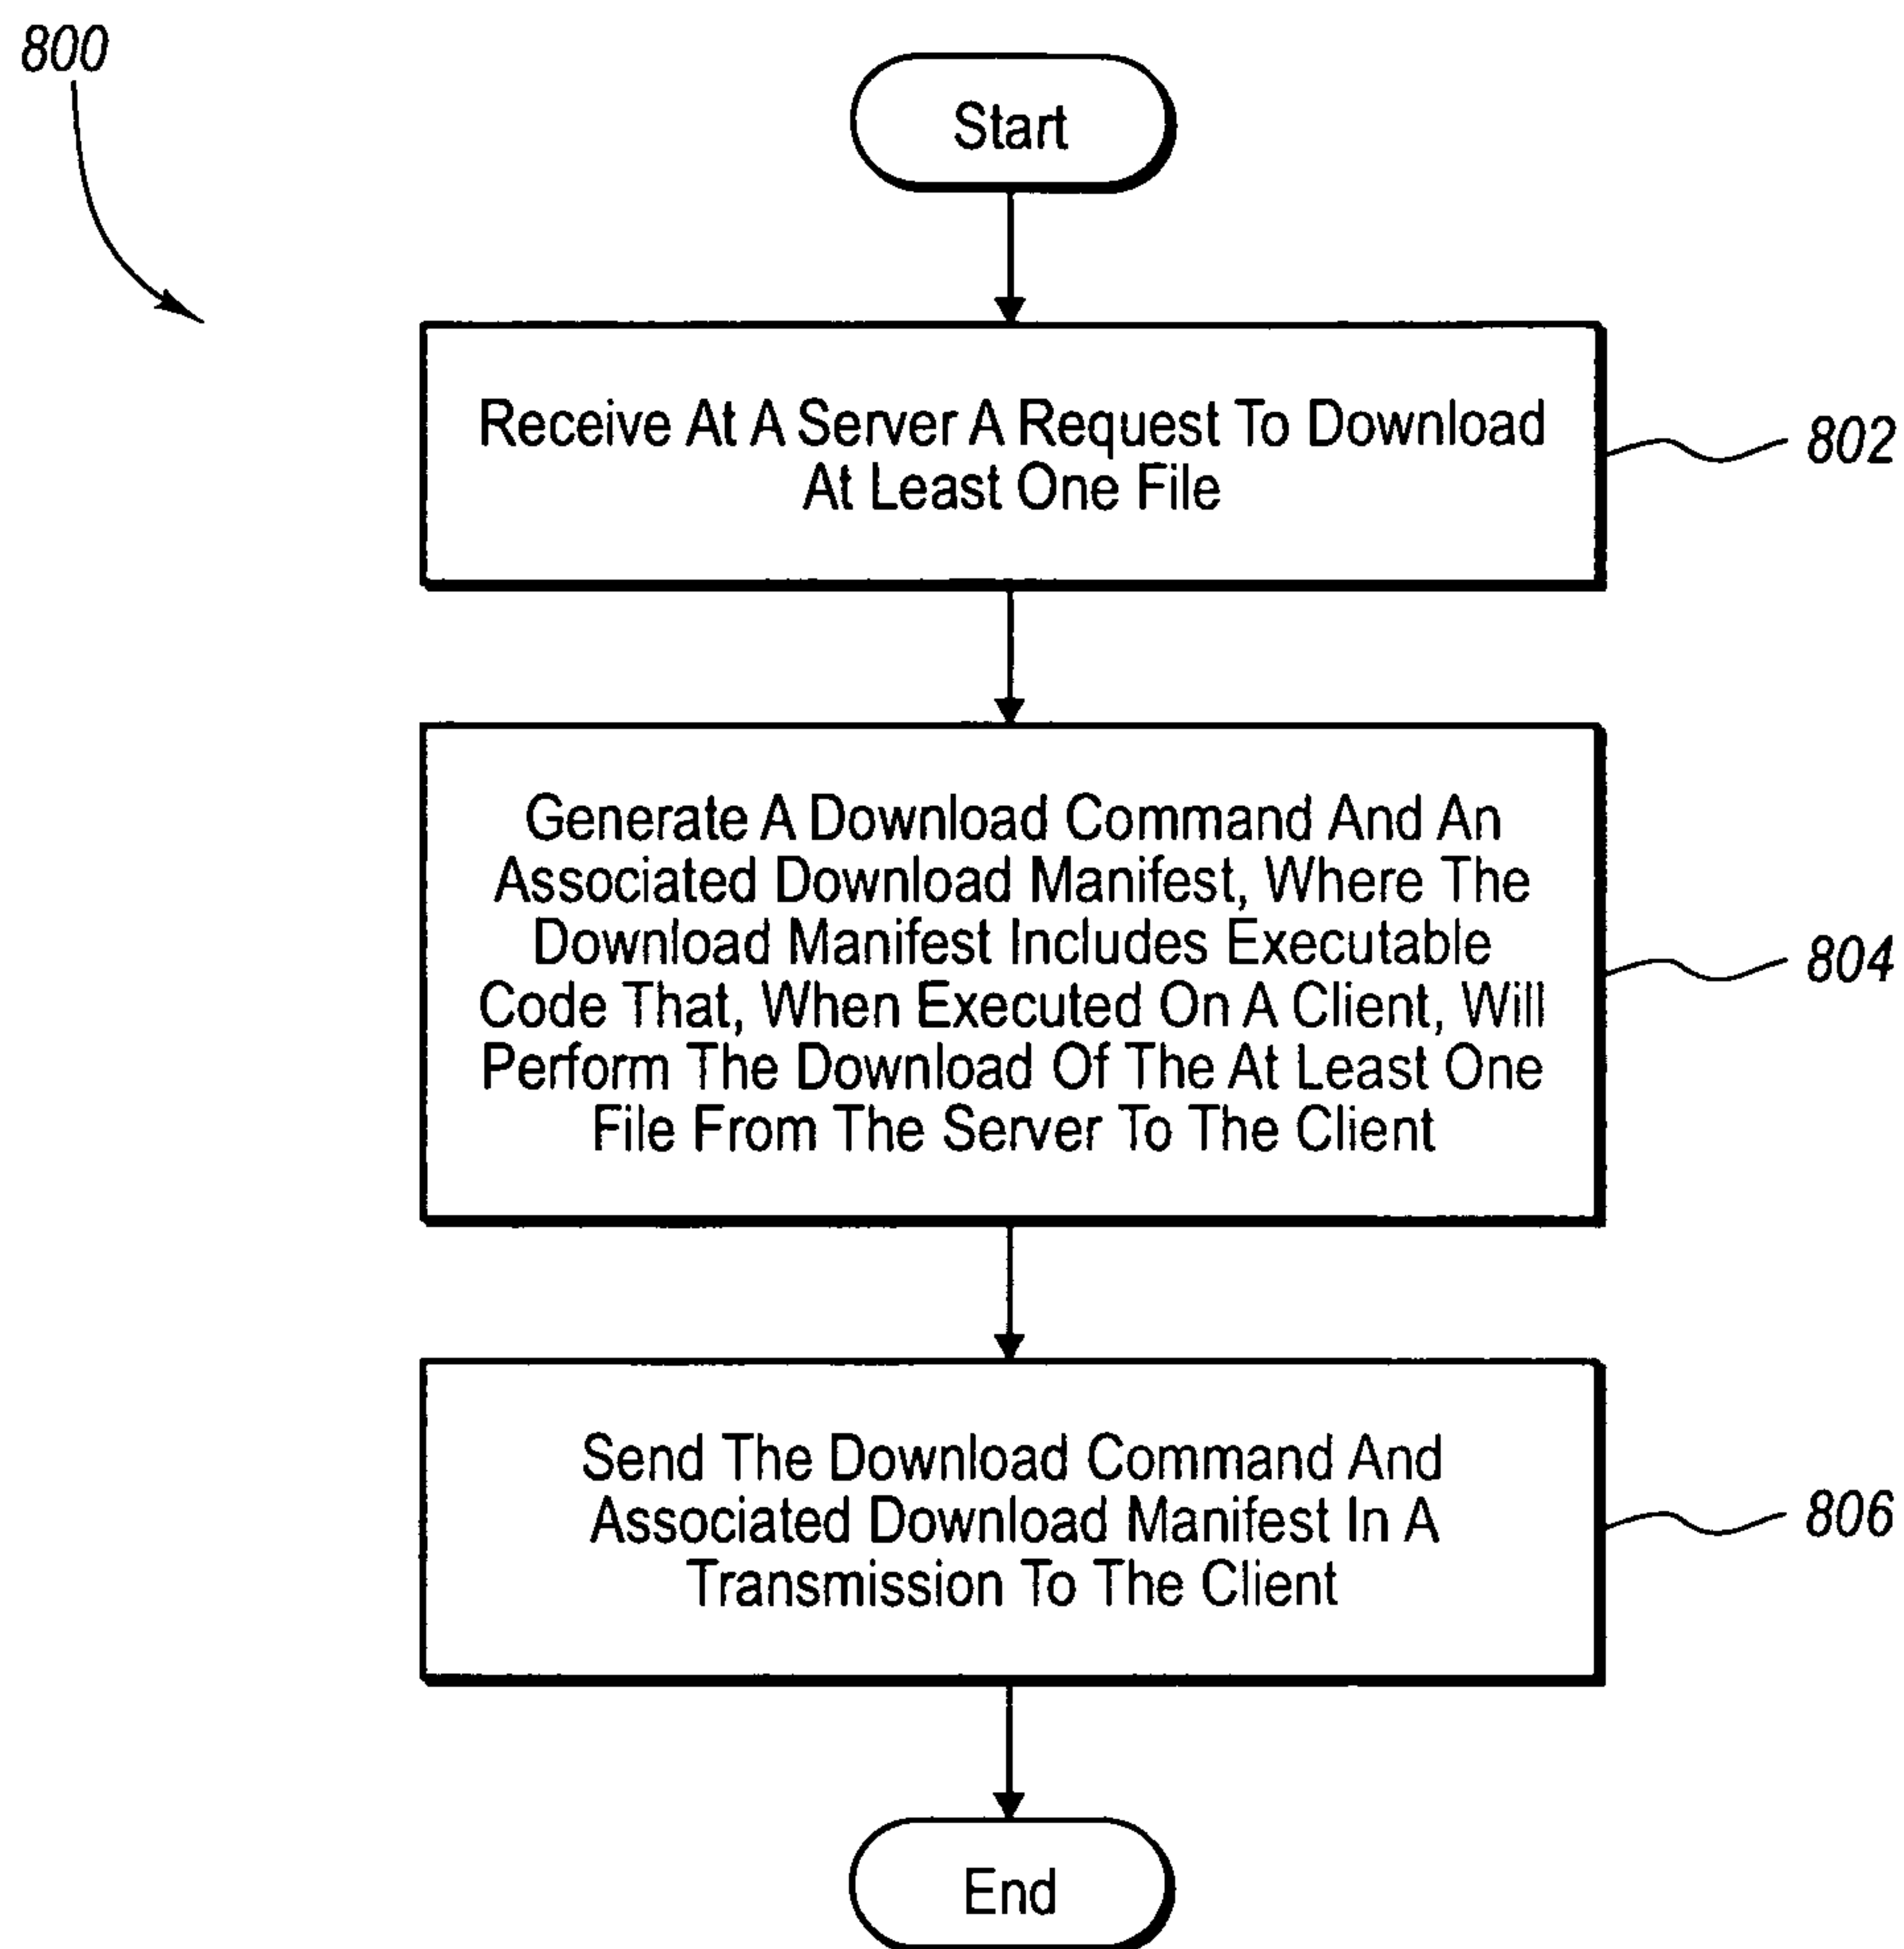 800
Start
Receive At A Server A Request To Download
At Least One File
802
Generate A Download Command And An
Associated Download Manifest, Where The
Download Manifest Includes Executable
Code That, When Executed On A Client, Will
Perform The Download Of The At Least One
File From The Server To The Client
804
Send The Download Command And
Associated Download Manifest In A
Transmission To The Client
806
End